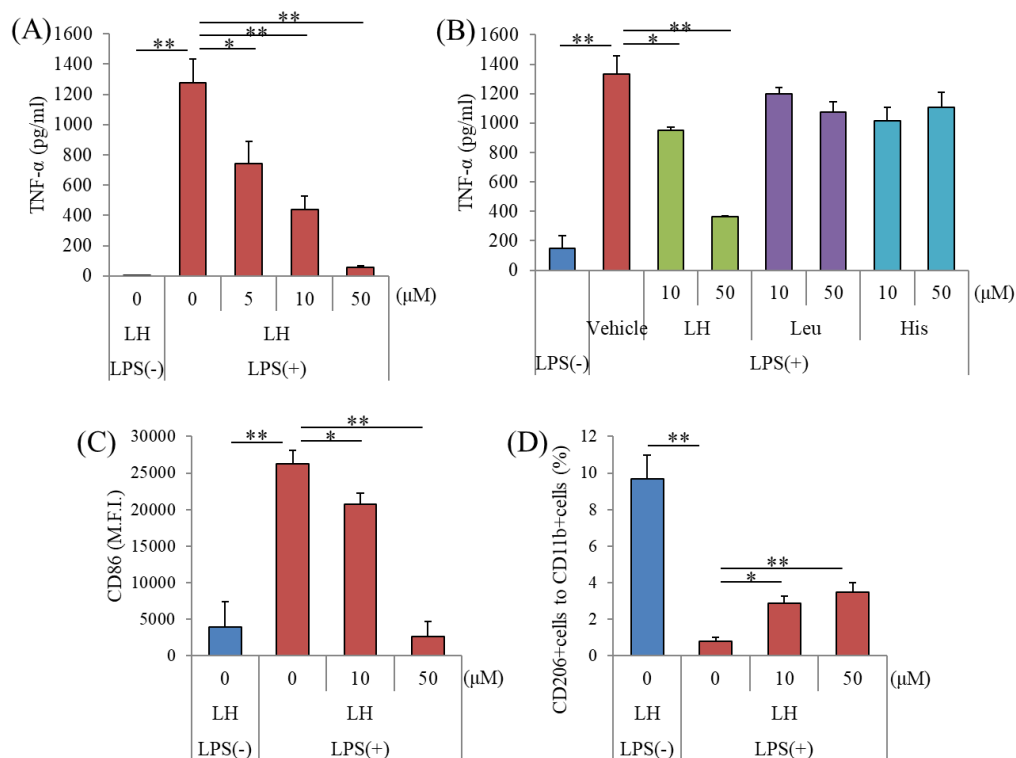 (A)
TNF-α (pg/ml)
1600
1400
1200
1000
800
600
400
200
0
**
*
**
**
0 0 5 10 50 (μM)
LH LH
LPS(-) LPS(+)
(B)
TNF-α (pg/ml)
1600
1400
1200
1000
800
600
400
200
0
**
*
**
10 50 10 50 10 50 (μM)
Vehicle LH Leu His
LPS(-) LPS(+)
(C)
CD86 (M.F.I.)
30000
25000
20000
15000
10000
5000
0
**
*
**
0 0 10 50 (μM)
LH LH
LPS(-) LPS(+)
(D)
CD206+cells to CD11b+cells (%)
12
10
8
6
4
2
0
**
*
**
0 0 10 50 (μM)
LH LH
LPS(-) LPS(+)